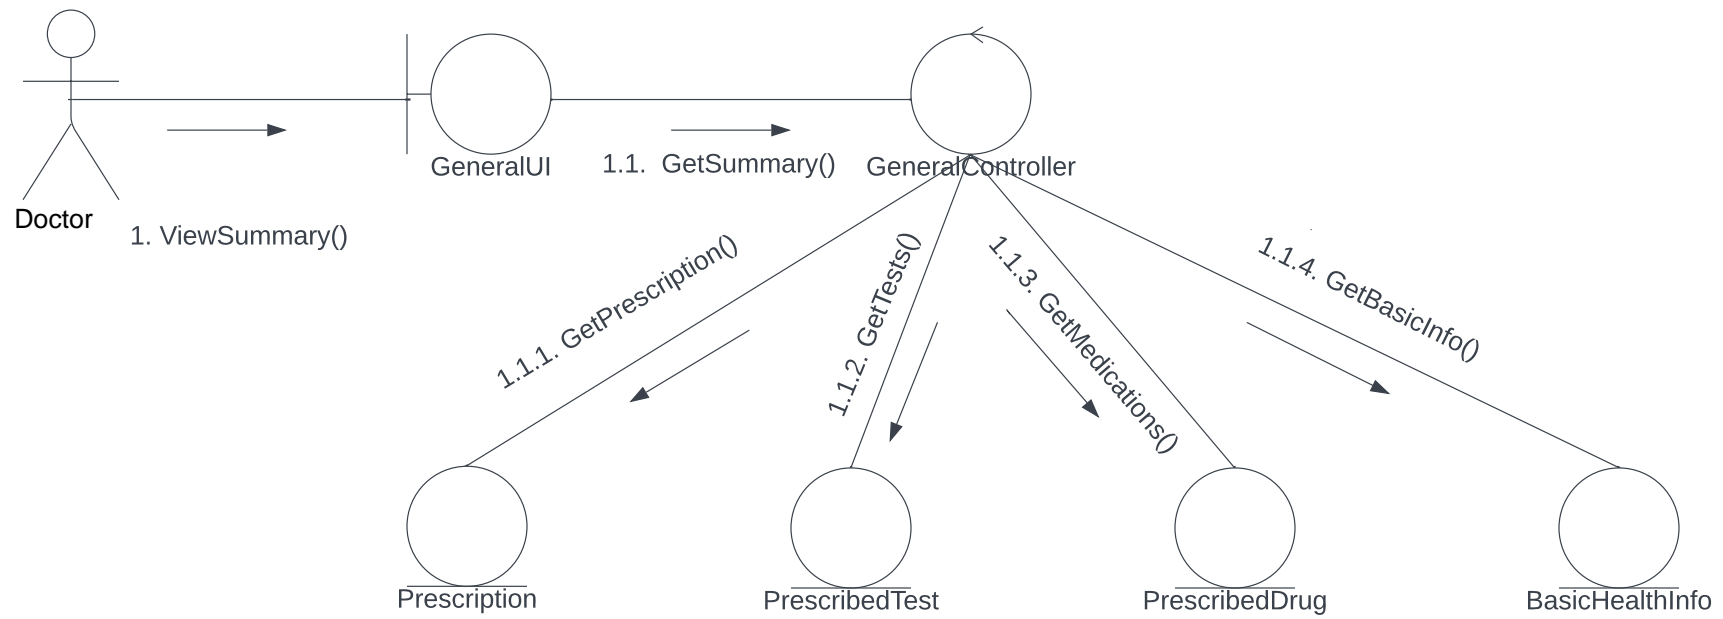 GeneralUI
1.1. GetSummary()
GeneralController
Doctor
1. ViewSummary()
1.1.1. GetPrescription()
1.1.2. GetTests()
1.1.3. GetMedications()
1.1.4. GetBasicInfo()
Prescription
PrescribedTest
PrescribedDrug
BasicHealthInfo